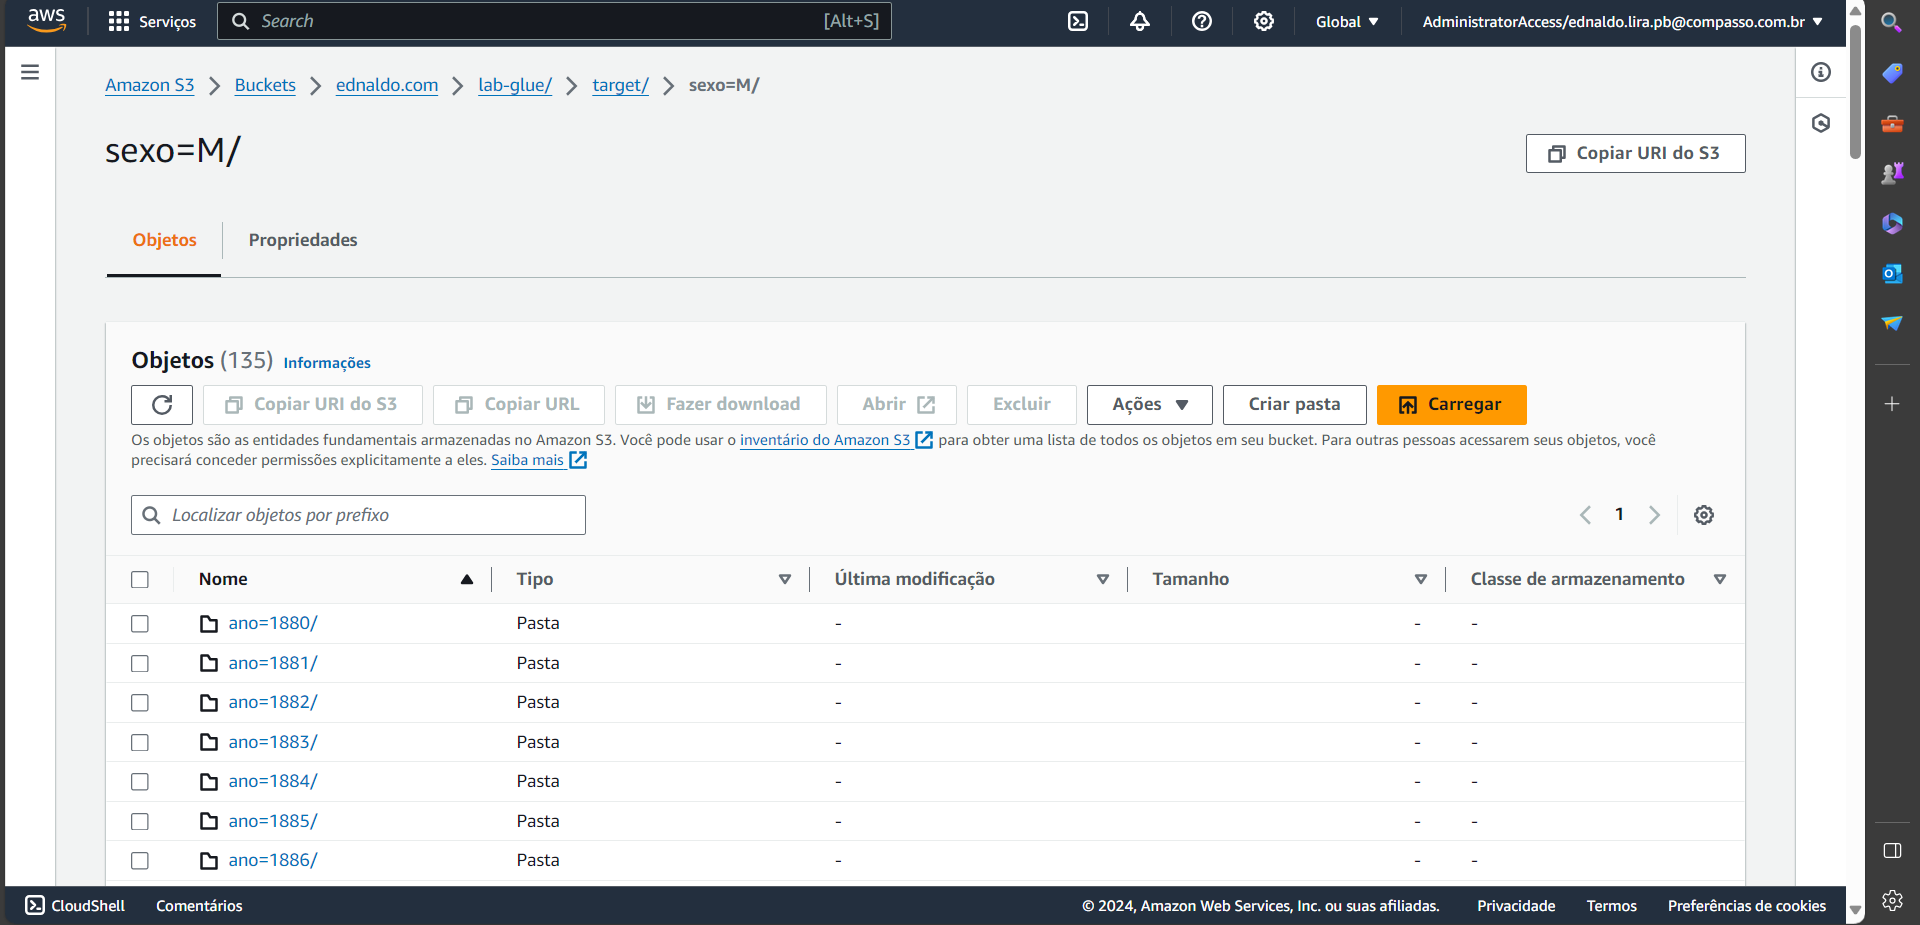 aws Serviços Search [Alt+S] Global AdministratorAccess/ednaldo.lira.pb@compasso.com.br
Amazon S3 Buckets ednaldo.com lab-glue/ target/ sexo=M/
sexo=M/
Copiar URI do S3
Objetos Propriedades
Objetos (135) Informações
Copiar URI do S3 Copiar URL Fazer download Abrir Excluir Ações Criar pasta Carregar
Os objetos são as entidades fundamentais armazenadas no Amazon S3. Você pode usar o inventário do Amazon S3 para obter uma lista de todos os objetos em seu bucket. Para outras pessoas acessarem seus objetos, você
precisará conceder permissões explicitamente a eles. Saiba mais
Localizar objetos por prefixo
1
Nome Tipo Última modificação Tamanho Classe de armazenamento
ano=1880/ Pasta - - -
ano=1881/ Pasta - - -
ano=1882/ Pasta - - -
ano=1883/ Pasta - - -
ano=1884/ Pasta - - -
ano=1885/ Pasta - - -
ano=1886/ Pasta - - -
CloudShell Comentários © 2024, Amazon Web Services, Inc. ou suas afiliadas. Privacidade Termos Preferências de cookies